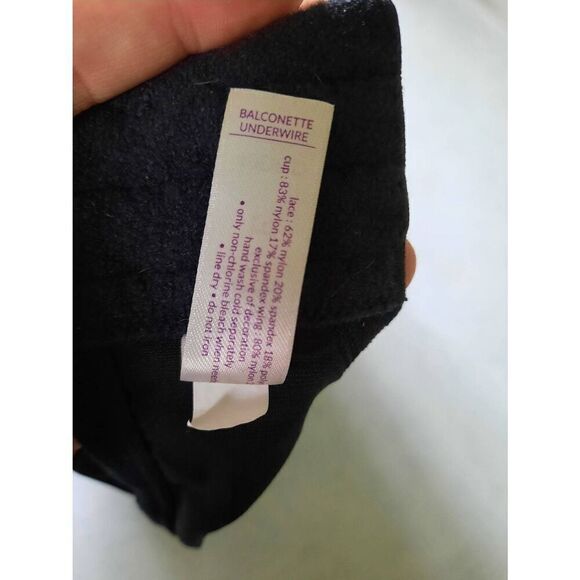 BALCONETTE
UNDERWIRE
lace : 62% nylon 20% spandex 18%
cup : 83% nylon 17% spandex wing : 80% nylon
exclusive of decoration
hand wash cold separately
• only non-chlorine bleach when
• line dry • do not iron